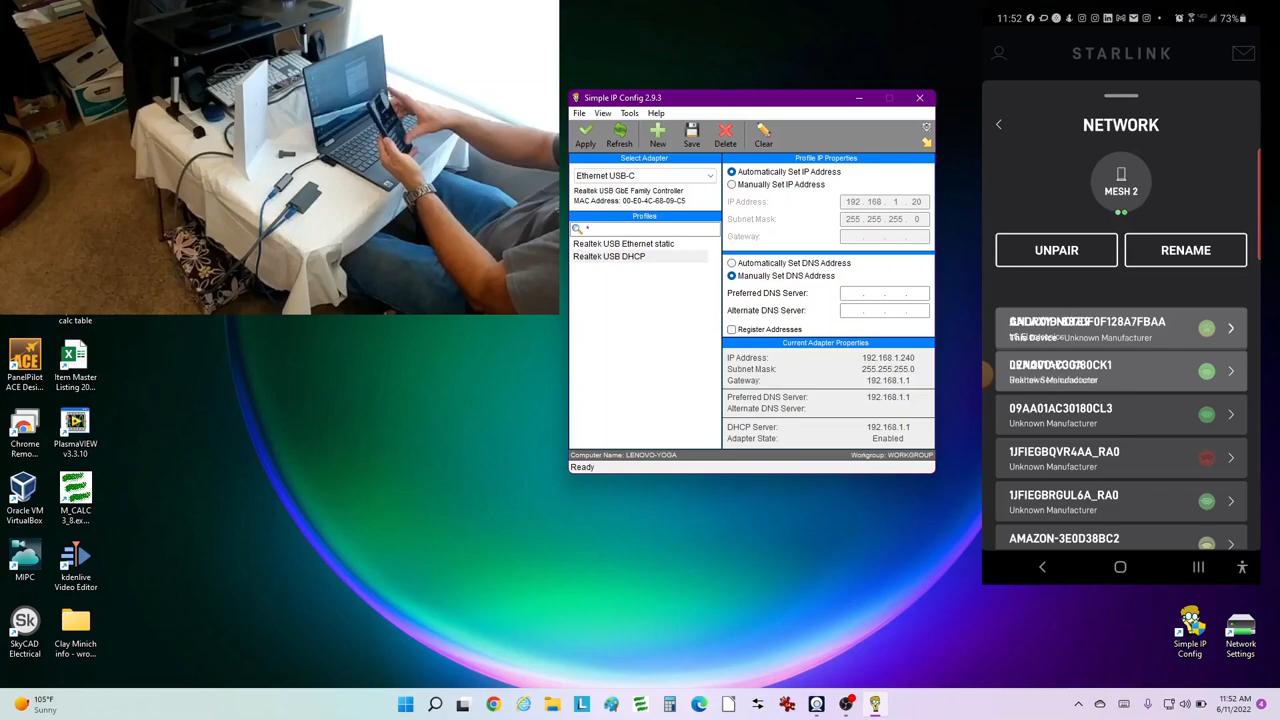 calc table
PanelPilot
ACE Desi...
Item Master
Listing 20...
Chrome
Remo...
PlasmaVIEW
v3.3.10
Oracle VM
VirtualBox
M_CALC
3_8.ex...
MIPC
kdenlive
Video Editor
SkyCAD
Electrical
Clay Minich
info - wro...
Simple IP Config 2.9.3
File View Tools Help
Apply Refresh New Save Delete Clear
Select Adapter
Ethernet USB-C
Realtek USB GbE Family Controller
MAC Address: 00-E0-4C-68-09-C5
Profiles
*
Realtek USB Ethernet static
Realtek USB DHCP
Profile IP Properties
Automatically Set IP Address
Manually Set IP Address
IP Address: 192 . 168 . 1 . 20
Subnet Mask: 255 . 255 . 255 . 0
Gateway: . . .
Automatically Set DNS Address
Manually Set DNS Address
Preferred DNS Server: . . .
Alternate DNS Server: . . .
Register Addresses
Current Adapter Properties
IP Address: 192.168.1.240
Subnet Mask: 255.255.255.0
Gateway: 192.168.1.1
Preferred DNS Server: 192.168.1.1
Alternate DNS Server:
DHCP Server: 192.168.1.1
Adapter State: Enabled
Computer Name: LENOVO-YOGA Workgroup: WORKGROUP
Ready
11:52 73%
STARLINK
NETWORK
MESH 2
UNPAIR RENAME
Unknown Manufacturer
09AA01AC30180CL3
Unknown Manufacturer
1JFIEGBQVR4AA_RA0
Unknown Manufacturer
1JFIEGBRGUL6A_RA0
Unknown Manufacturer
AMAZON-3E0D38BC2
Simple IP
Config
Network
Settings
105°F
Sunny
11:52 AM
6/11/2022